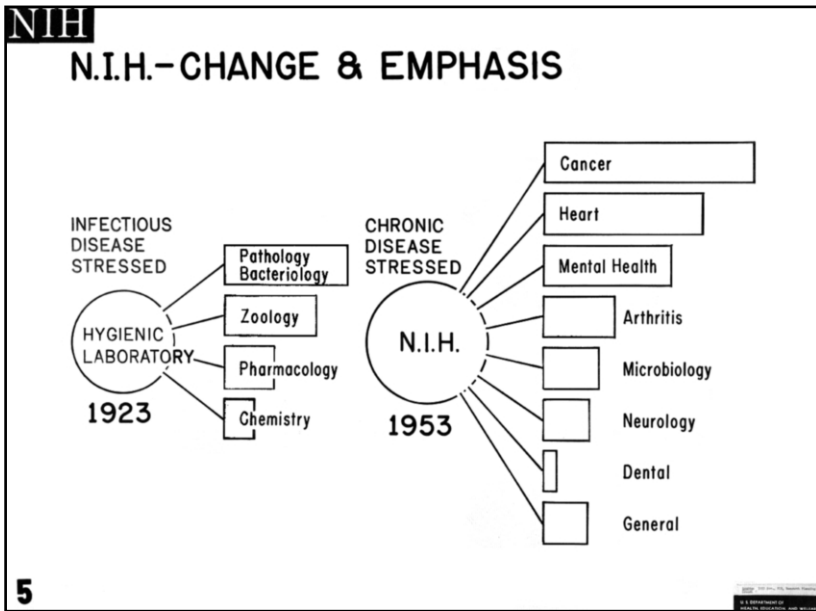 NIH
N.I.H.-CHANGE & EMPHASIS
INFECTIOUS
DISEASE
STRESSED
HYGIENIC
LABORATORY
1923
Pathology
Bacteriology
Zoology
Pharmacology
Chemistry
CHRONIC
DISEASE
STRESSED
N.I.H.
1953
Cancer
Heart
Mental Health
Arthritis
Microbiology
Neurology
Dental
General
5
U. S. DEPARTMENT OF
HEALTH, EDUCATION, AND WELFARE